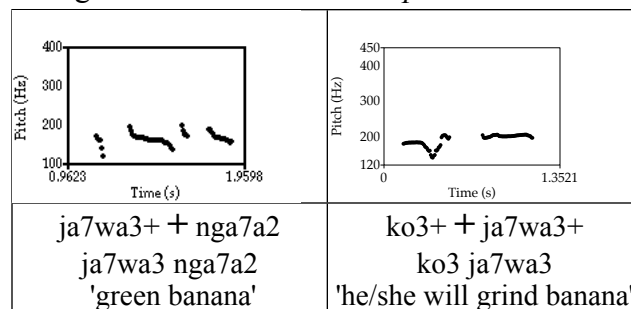 400
300
200
100
Pitch (Hz)
0.9623
1.9598
Time (s)
450
400
300
200
120
Pitch (Hz)
0
1.3521
Time (s)
ja7wa3+ + nga7a2
ja7wa3 nga7a2
'green banana'
ko3+ + ja7wa3+
ko3 ja7wa3
'he/she will grind banana'